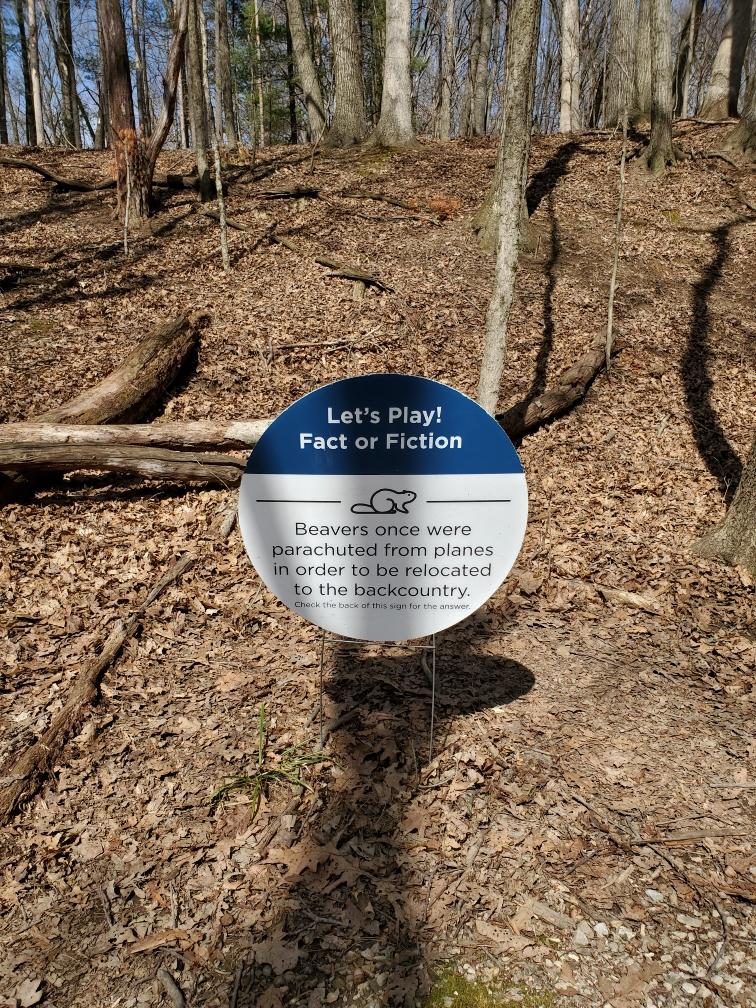 Let's Play!
Fact or Fiction
Beavers once were
parachuted from planes
in order to be relocated
to the backcountry.
Check the back of this sign for the answer.